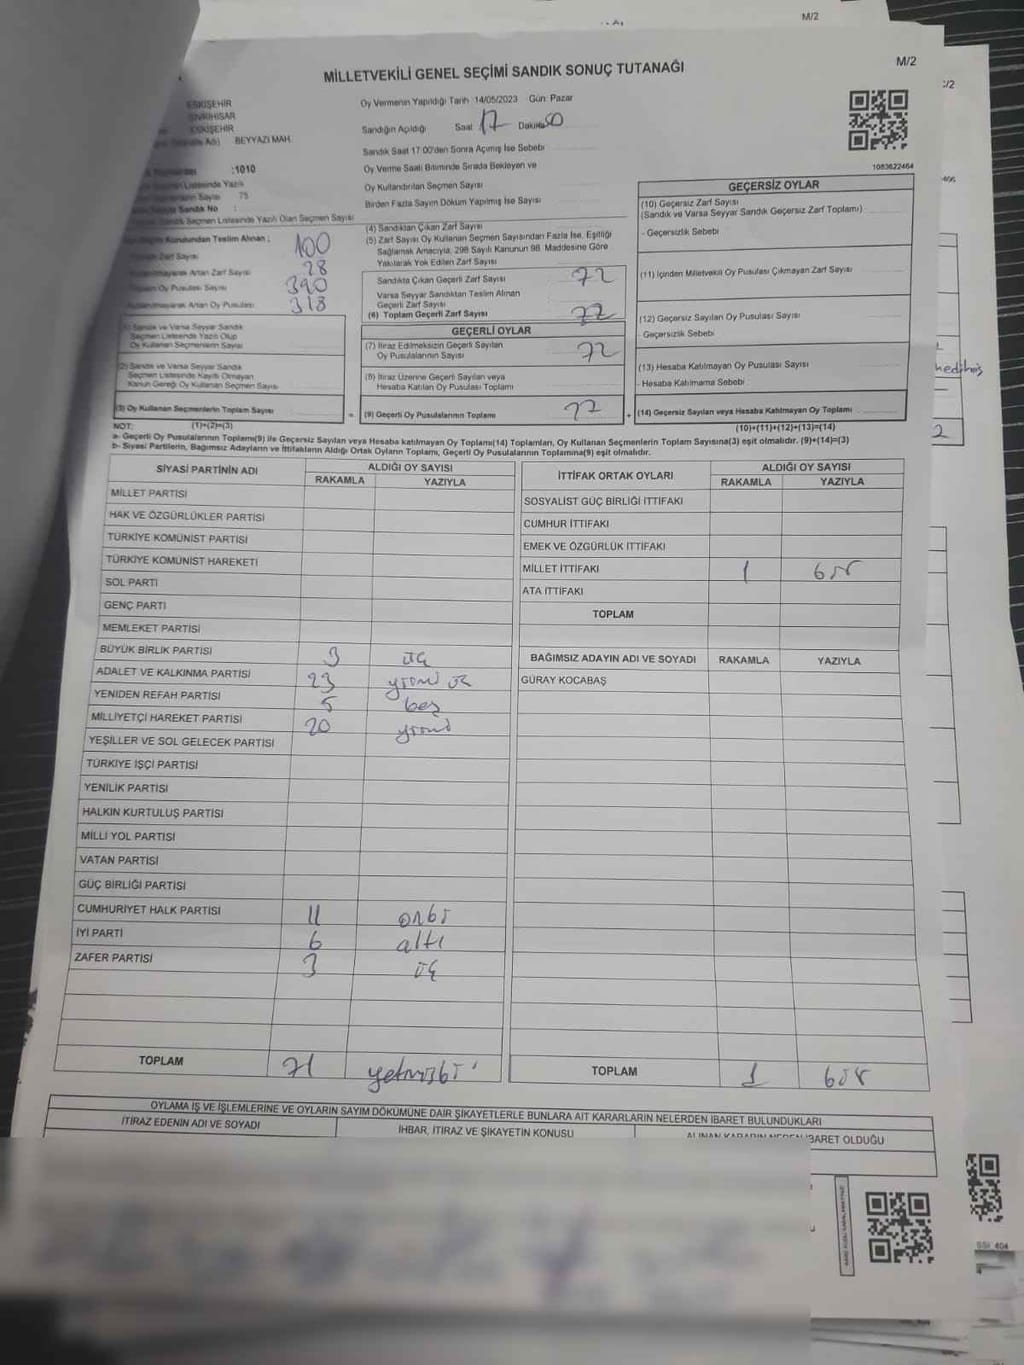 M/2
M/2
MİLLETVEKİLİ GENEL SEÇİMİ SANDIK SONUÇ TUTANAĞI
ESKİŞEHİR
SİVRİHİSAR
ESKİŞEHİR
BEYYAZI MAH.
:1010
Seçmen Listesinde Yazılı
Seçmen Sayısı 75
Sandık No :
Seçmen Listesinde Yazılı Olan Seçmen Sayısı
Kurulundan Teslim Alınan ;
Zarf Sayısı 100
Artan Zarf Sayısı 28
Oy Pusulası Sayısı 390
Artan Oy Pusulası 318
(1) Sandık ve Varsa Seyyar Sandık
Seçmen Listesinde Yazılı Olup
Oy Kullanan Seçmenlerin Sayısı
(2) Sandık ve Varsa Seyyar Sandık
Seçmen Listesinde Kayıtlı Olmayan
Kanun Gereği Oy Kullanan Seçmen Sayısı
(3) Oy Kullanan Seçmenlerin Toplam Sayısı
(1)+(2)=(3)
Oy Vermenin Yapıldığı Tarih 14/05/2023 Gün: Pazar
Sandığın Açıldığı Saat 17 Dakika 50
Sandık Saat 17:00'den Sonra Açımış İse Sebebi
Oy Verme Saati Bitiminde Sırada Bekleyen ve
Oy Kullandırılan Seçmen Sayısı
Birden Fazla Sayım Döküm Yapılmış İse Sayısı
(4) Sandıktan Çıkan Zarf Sayısı
(5) Zarf Sayısı Oy Kullanan Seçmen Sayısından Fazla İse, Eşitliği
Sağlamak Amacıyla, 298 Sayılı Kanunun 98. Maddesine Göre
Yakılarak Yok Edilen Zarf Sayısı
Sandıkta Çıkan Geçerli Zarf Sayısı 72
Varsa Seyyar Sandıktan Teslim Alınan
Geçerli Zarf Sayısı
(6) Toplam Geçerli Zarf Sayısı 72
GEÇERLİ OYLAR
(7) İtiraz Edilmeksizin Geçerli Sayılan
Oy Pusulalarının Sayısı 72
(8) İtiraz Üzerine Geçerli Sayılan veya
Hesaba Katılan Oy Pusulası Toplamı
= (9) Geçerli Oy Pusulalarının Toplamı 72
1083622464
GEÇERSİZ OYLAR
(10) Geçersiz Zarf Sayısı
(Sandık ve Varsa Seyyar Sandık Geçersiz Zarf Toplamı)
- Geçersizlik Sebebi
(11) İçinden Milletvekili Oy Pusulası Çıkmayan Zarf Sayısı
(12) Geçersiz Sayılan Oy Pusulası Sayısı
- Geçersizlik Sebebi
(13) Hesaba Katılmayan Oy Pusulası Sayısı
- Hesaba Katılmama Sebebi
+ (14) Geçersiz Sayılan veya Hesaba Katılmayan Oy Toplamı
(10)+(11)+(12)+(13)=(14)
NOT:
a- Geçerli Oy Pusulalarının Toplamı(9) ile Geçersiz Sayılan veya Hesaba katılmayan Oy Toplamı(14) Toplamları, Oy Kullanan Seçmenlerin Toplam Sayısına(3) eşit olmalıdır. (9)+(14)=(3)
b- Siyasi Partilerin, Bağımsız Adayların ve İttifakların Aldığı Ortak Oyların Toplamı, Geçerli Oy Pusulalarının Toplamına(9) eşit olmalıdır.
SİYASİ PARTİNİN ADI ALDIĞI OY SAYISI
RAKAMLA YAZIYLA
MİLLET PARTİSİ
HAK VE ÖZGÜRLÜKLER PARTİSİ
TÜRKİYE KOMÜNİST PARTİSİ
TÜRKİYE KOMÜNİST HAREKETİ
SOL PARTİ
GENÇ PARTİ
MEMLEKET PARTİSİ
BÜYÜK BİRLİK PARTİSİ 3 üç
ADALET VE KALKINMA PARTİSİ 23 yirmi üç
YENİDEN REFAH PARTİSİ 5 beş
MİLLİYETÇİ HAREKET PARTİSİ 20 yirmi
YEŞİLLER VE SOL GELECEK PARTİSİ
TÜRKİYE İŞÇİ PARTİSİ
YENİLİK PARTİSİ
HALKIN KURTULUŞ PARTİSİ
MİLLİ YOL PARTİSİ
VATAN PARTİSİ
GÜÇ BİRLİĞİ PARTİSİ
CUMHURİYET HALK PARTİSİ 11 onbir
İYİ PARTİ 6 altı
ZAFER PARTİSİ 3 üç
TOPLAM 71 yetmişbir
İTTİFAK ORTAK OYLARI ALDIĞI OY SAYISI
RAKAMLA YAZIYLA
SOSYALİST GÜÇ BİRLİĞİ İTTİFAKI
CUMHUR İTTİFAKI
EMEK VE ÖZGÜRLÜK İTTİFAKI
MİLLET İTTİFAKI 1 bir
ATA İTTİFAKI
TOPLAM
BAĞIMSIZ ADAYIN ADI VE SOYADI RAKAMLA YAZIYLA
GÜRAY KOCABAŞ
TOPLAM 1 bir
OYLAMA İŞ VE İŞLEMLERİNE VE OYLARIN SAYIM DÖKÜMÜNE DAİR ŞİKAYETLERLE BUNLARA AİT KARARLARIN NELERDEN İBARET BULUNDUKLARI
İTİRAZ EDENİN ADI VE SOYADI İHBAR, İTİRAZ VE ŞİKAYETİN KONUSU ALINAN KARARIN NEDEN İBARET OLDUĞU
2